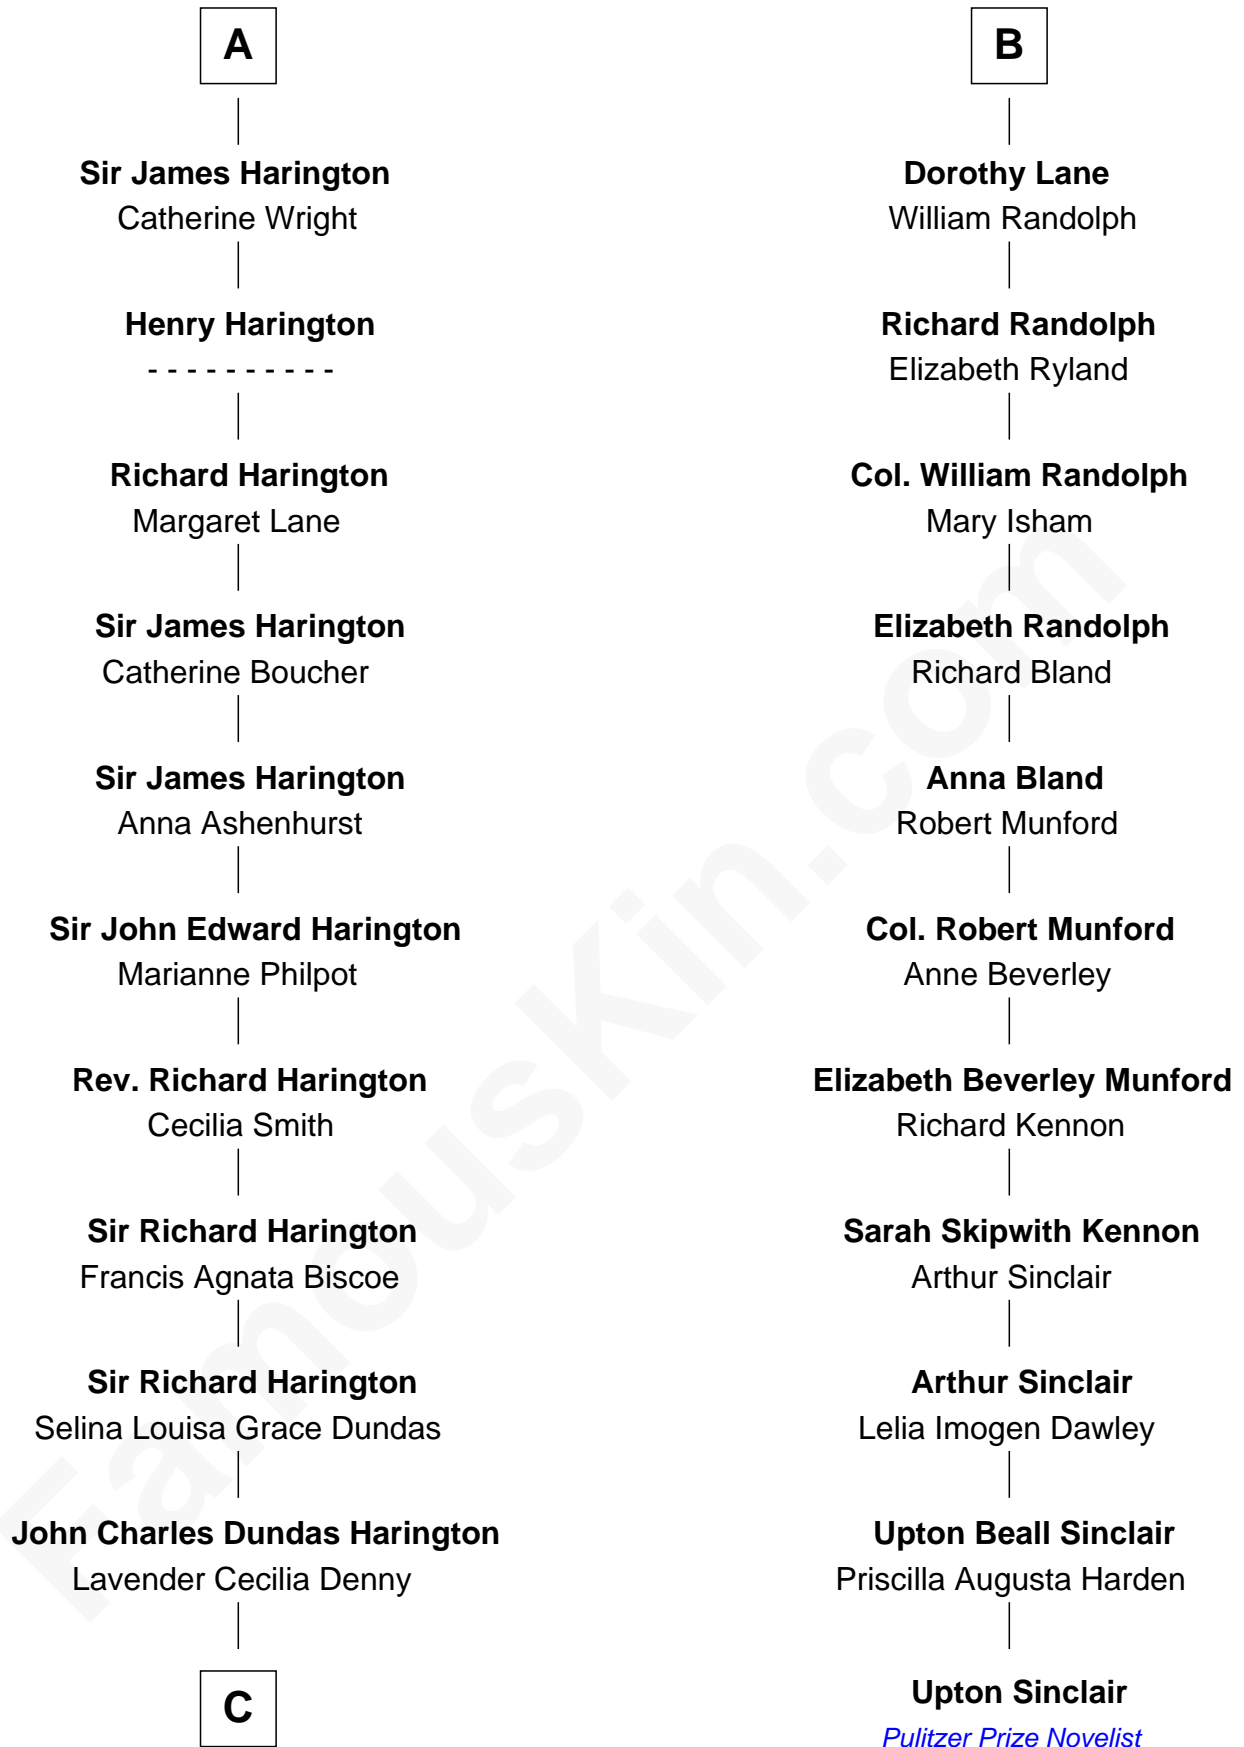 A
Sir James Harington
Catherine Wright
Henry Harington
- - - - - - - - - -
Richard Harington
Margaret Lane
Sir James Harington
Catherine Boucher
Sir James Harington
Anna Ashenhurst
Sir John Edward Harington
Marianne Philpot
Rev. Richard Harington
Cecilia Smith
Sir Richard Harington
Francis Agnata Biscoe
Sir Richard Harington
Selina Louisa Grace Dundas
John Charles Dundas Harington
Lavender Cecilia Denny
C
B
Dorothy Lane
William Randolph
Richard Randolph
Elizabeth Ryland
Col. William Randolph
Mary Isham
Elizabeth Randolph
Richard Bland
Anna Bland
Robert Munford
Col. Robert Munford
Anne Beverley
Elizabeth Beverley Munford
Richard Kennon
Sarah Skipwith Kennon
Arthur Sinclair
Arthur Sinclair
Lelia Imogen Dawley
Upton Beall Sinclair
Priscilla Augusta Harden
Upton Sinclair
Pulitzer Prize Novelist
FamousKin.com